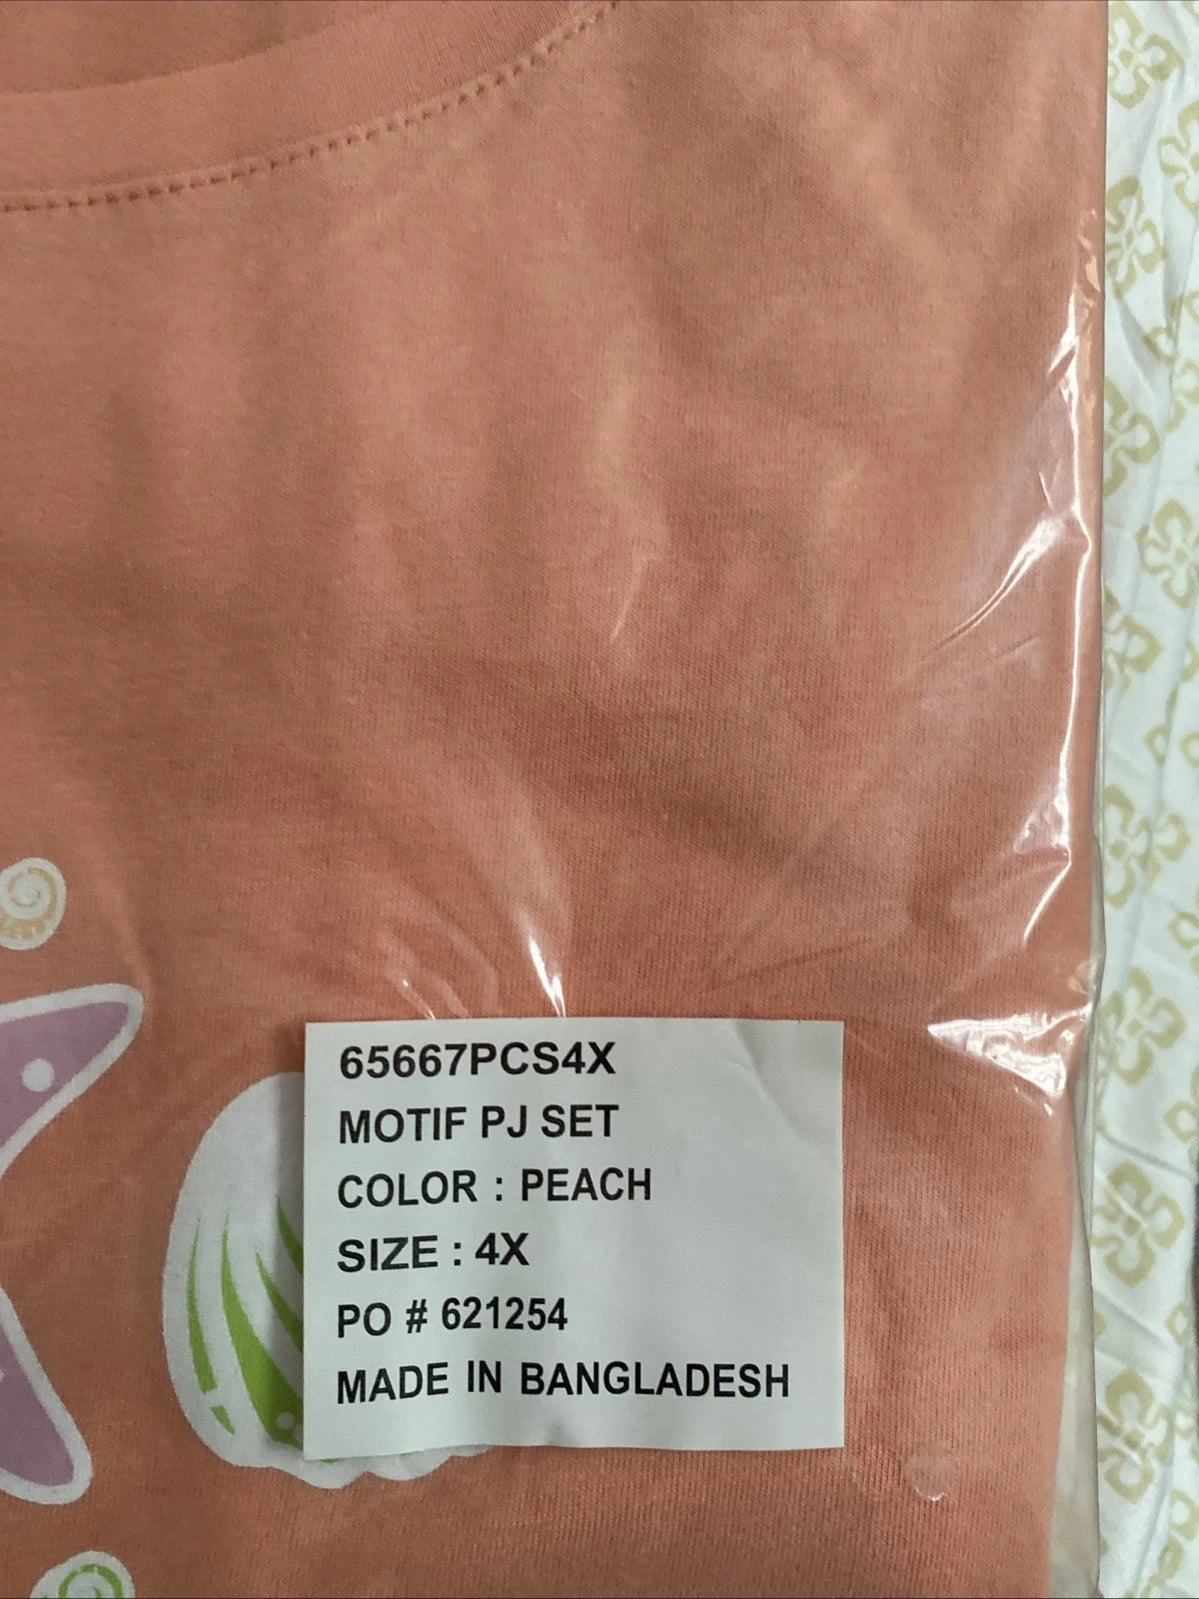 65667PCS4X
MOTIF PJ SET
COLOR : PEACH
SIZE : 4X
PO # 621254
MADE IN BANGLADESH